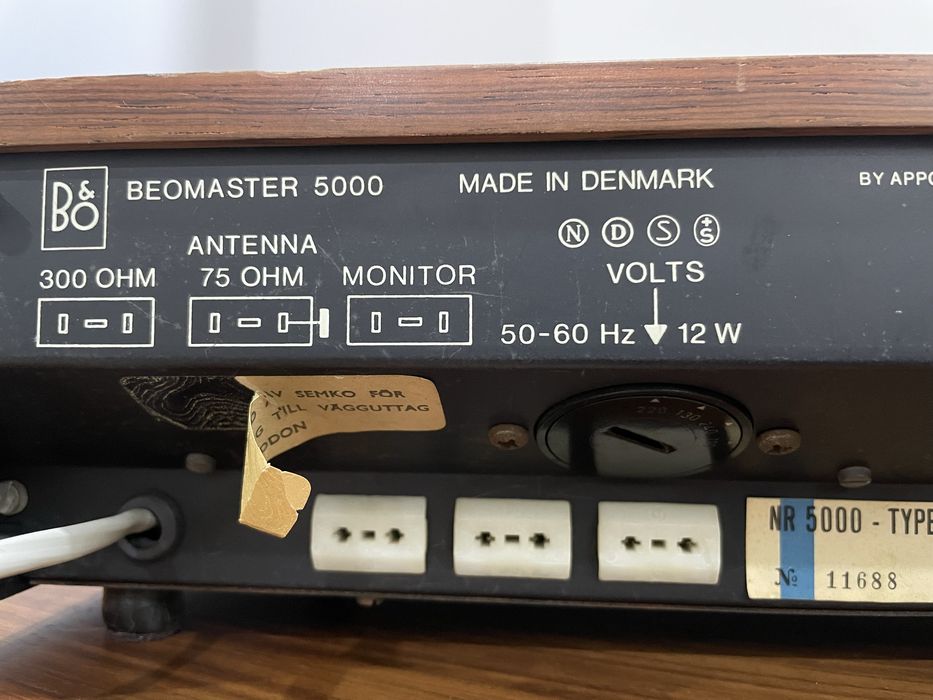 B&O
BEOMASTER 5000
MADE IN DENMARK
BY APPO
N D S +S
ANTENNA
300 OHM
75 OHM
MONITOR
VOLTS
50-60 Hz
12 W
SEMKO FÖR
TILL VÄGGUTTAG
220 130
NR 5000 - TYPE
№ 11688